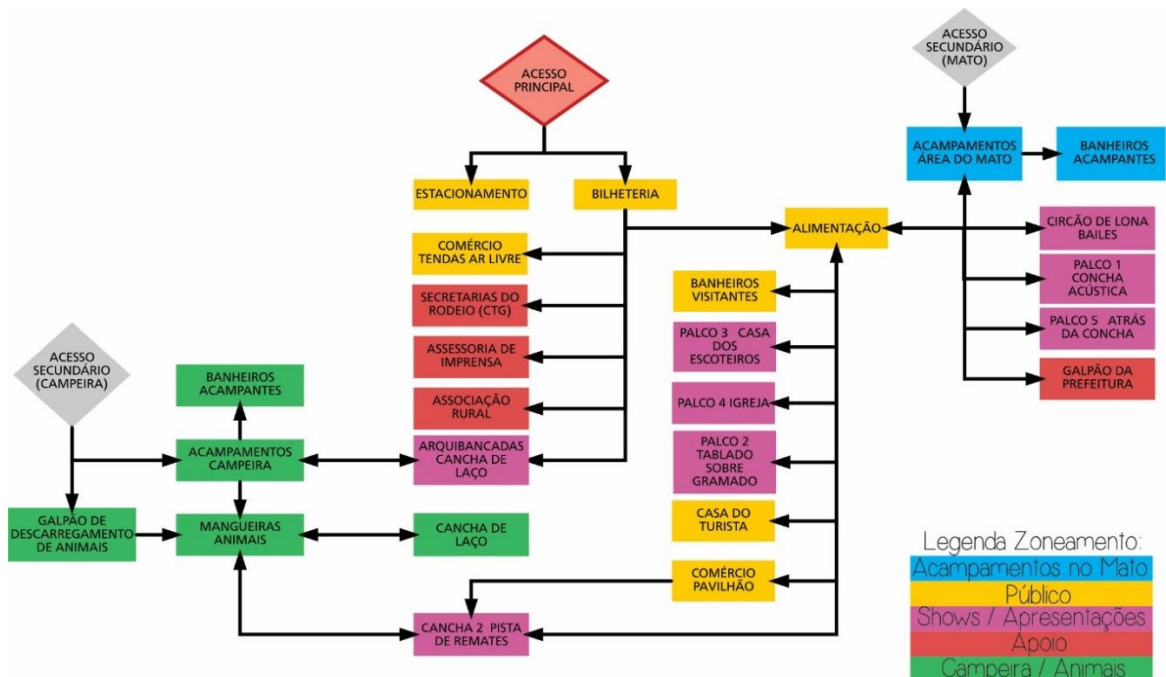 ACESSO
PRINCIPAL
ACESSO
SECUNDÁRIO
(MATO)
ACAMPAMENTOS
ÁREA DO MATO
BANHEIROS
ACAMPANTES
ESTACIONAMENTO
BILHETERIA
ALIMENTAÇÃO
CIRCÃO DE LONA
BAILES
COMÉRCIO
TENDAS AR LIVRE
SECRETARIAS DO
RODEIO (CTG)
ASSESSORIA DE
IMPRENSA
ASSOCIAÇÃO
RURAL
ARQUIBANCADAS
CANCHA DE
LAÇO
BANHEIROS
VISITANTES
PALCO 3 CASA
DOS
ESCOTEIROS
PALCO 4 IGREJA
PALCO 2
TABLADO
SOBRE
GRAMADO
CASA DO
TURISTA
COMÉRCIO
PAVILHÃO
PALCO 1
CONCHA
ACÚSTICA
PALCO 5 ATRÁS
DA CONCHA
GALPÃO DA
PREFEITURA
ACESSO
SECUNDÁRIO
(CAMPEIRA)
BANHEIROS
ACAMPANTES
ACAMPAMENTOS
CAMPEIRA
GALPÃO DE
DESCARREGAMENTO
DE ANIMAIS
MANGUEIRAS
ANIMAIS
CANCHA DE
LAÇO
CANCHA 2 PISTA
DE REMATES
Legenda Zoneamento:
Acampamentos no Mato
Público
Shows / Apresentações
Apoio
Campeira / Animais